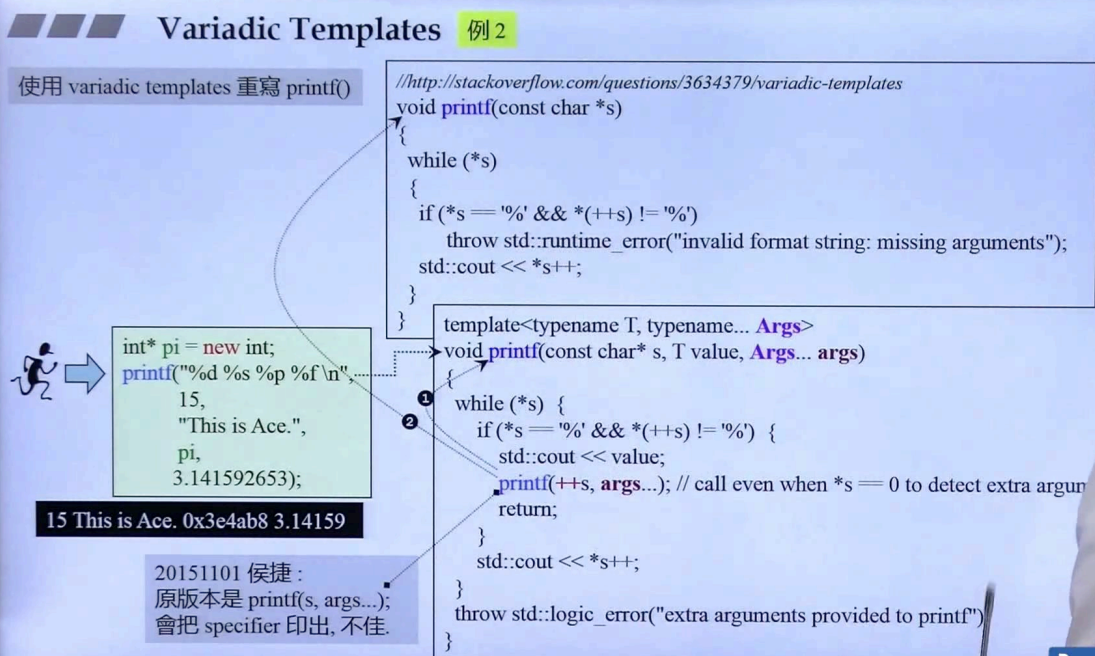 Variadic Templates 例 2
使用 variadic templates 重寫 printf()
//http://stackoverflow.com/questions/3634379/variadic-templates
void printf(const char *s)
{
while (*s)
{
if (*s == '%' && *(++s) != '%')
throw std::runtime_error("invalid format string: missing arguments");
std::cout << *s++;
}
}
int* pi = new int;
printf("%d %s %p %f \n",
15,
"This is Ace.",
pi,
3.141592653);
15 This is Ace. 0x3e4ab8 3.14159
template<typename T, typename... Args>
void printf(const char* s, T value, Args... args)
{
while (*s) {
if (*s == '%' && *(++s) != '%') {
std::cout << value;
printf(++s, args...); // call even when *s == 0 to detect extra argum
return;
}
std::cout << *s++;
}
throw std::logic_error("extra arguments provided to printf")
}
1
2
20151101 侯捷 :
原版本是 printf(s, args...);
會把 specifier 印出, 不佳.